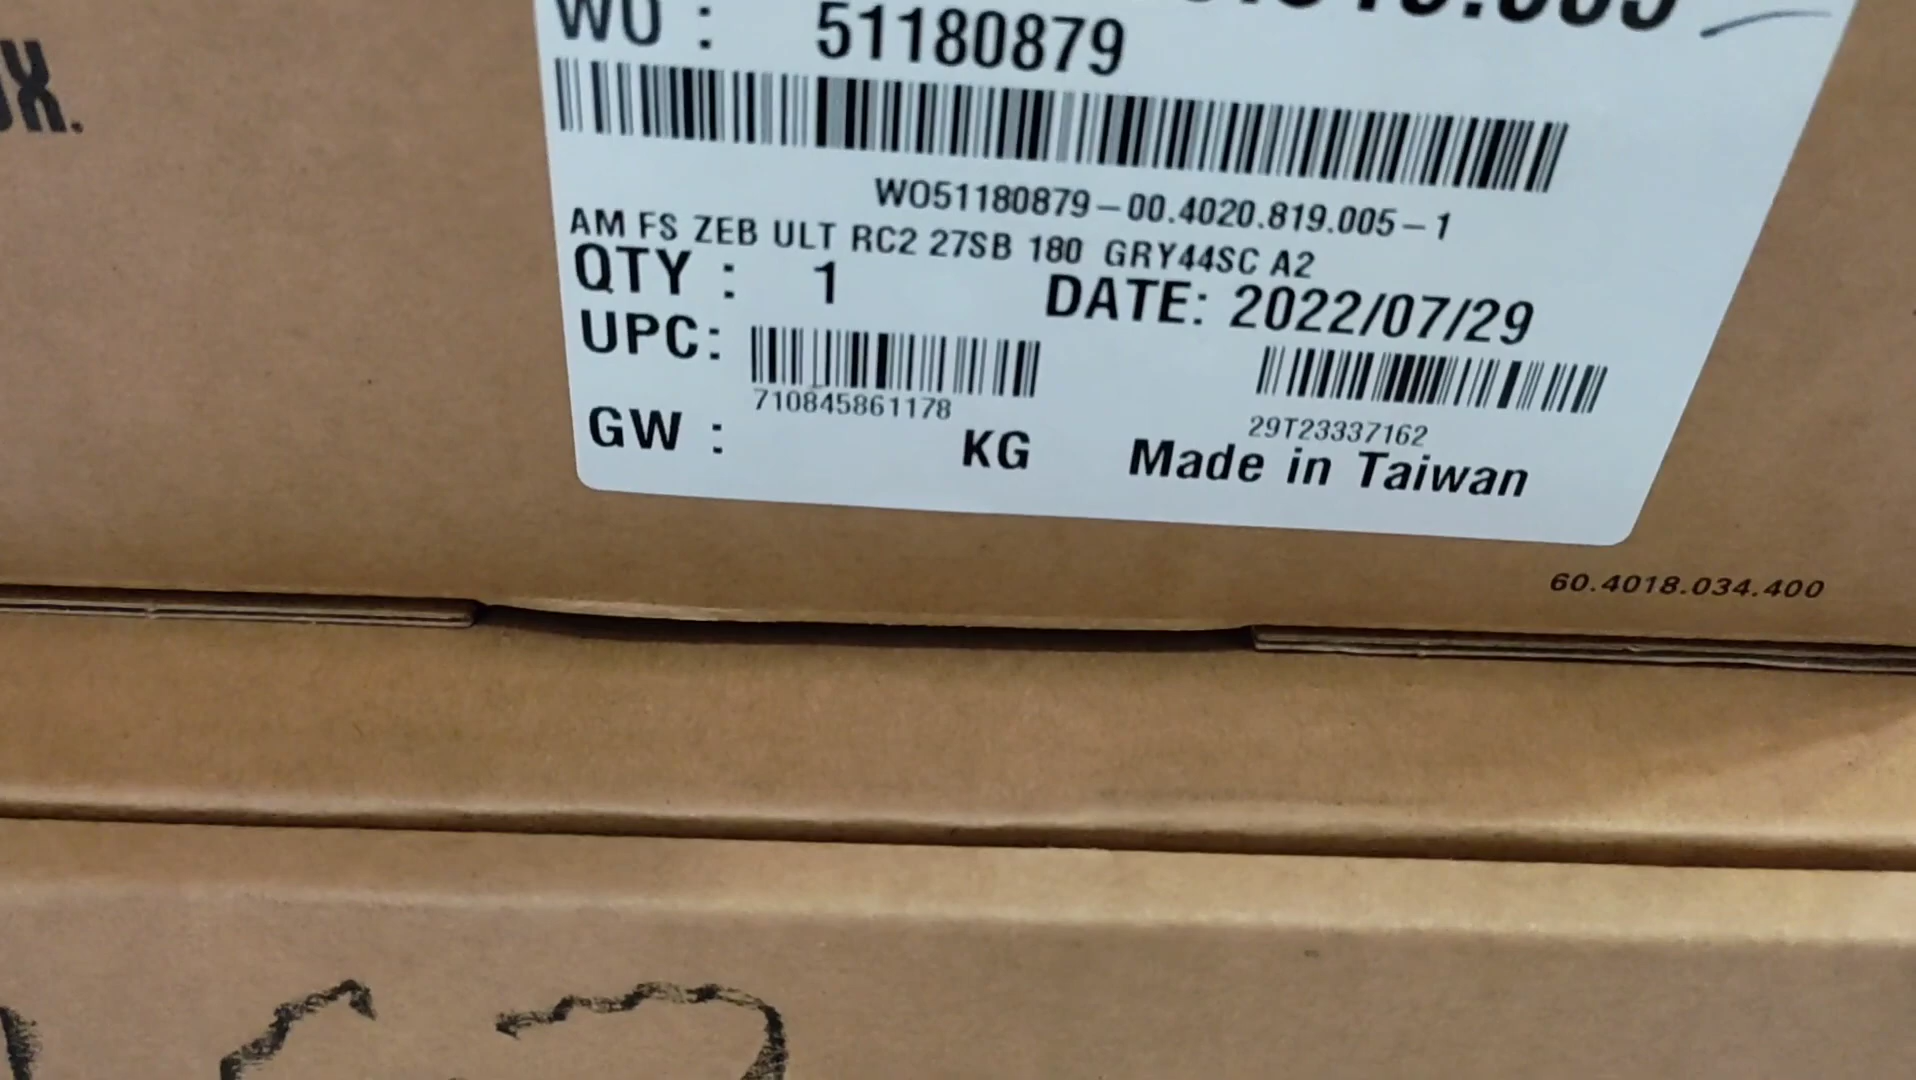 WO : 51180879
WO51180879-00.4020.819.005-1
AM FS ZEB ULT RC2 27SB 180 GRY44SC A2
QTY : 1 DATE: 2022/07/29
UPC: 710845861178
29T23337162
GW : KG Made in Taiwan
60.4018.034.400